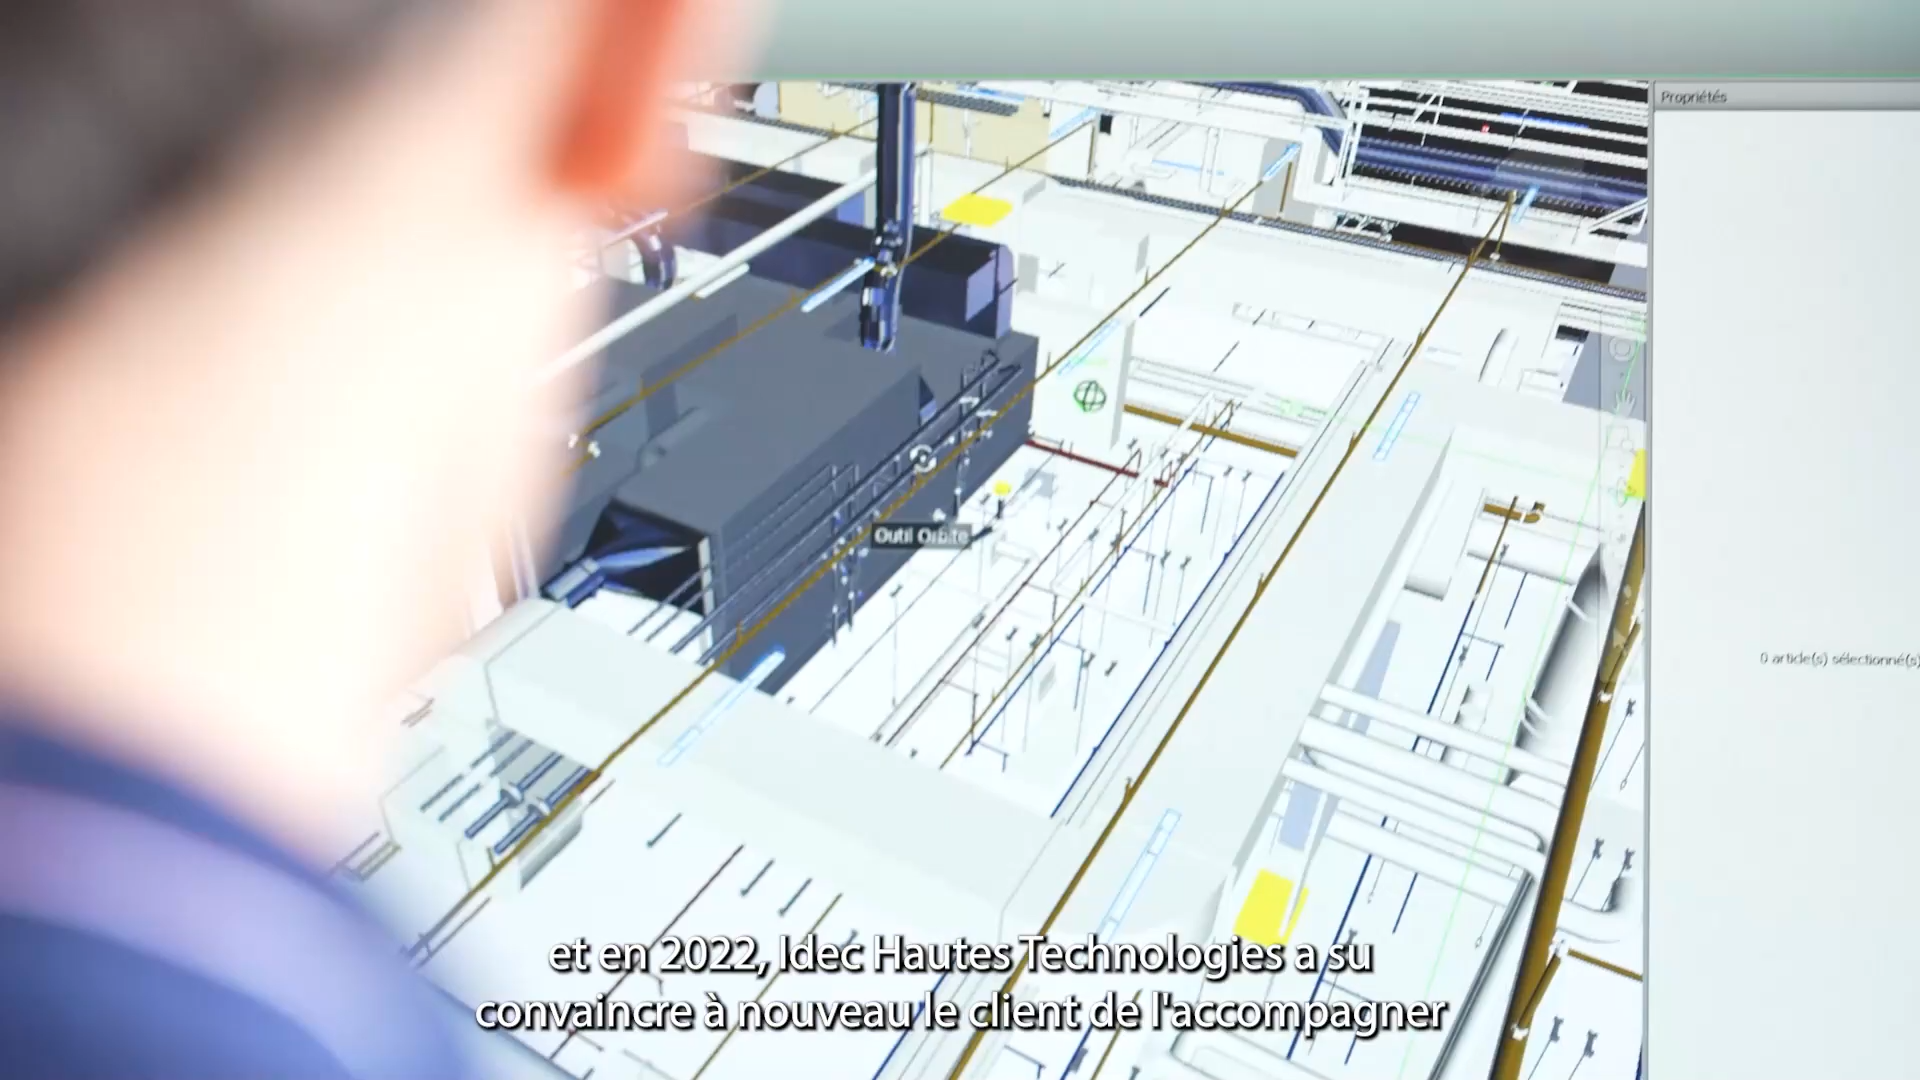 Propriétés
Outil Orbite
0 article(s) sélectionné(s)
et en 2022, Idec Hautes Technologies a su
convaincre à nouveau le client de l'accompagner